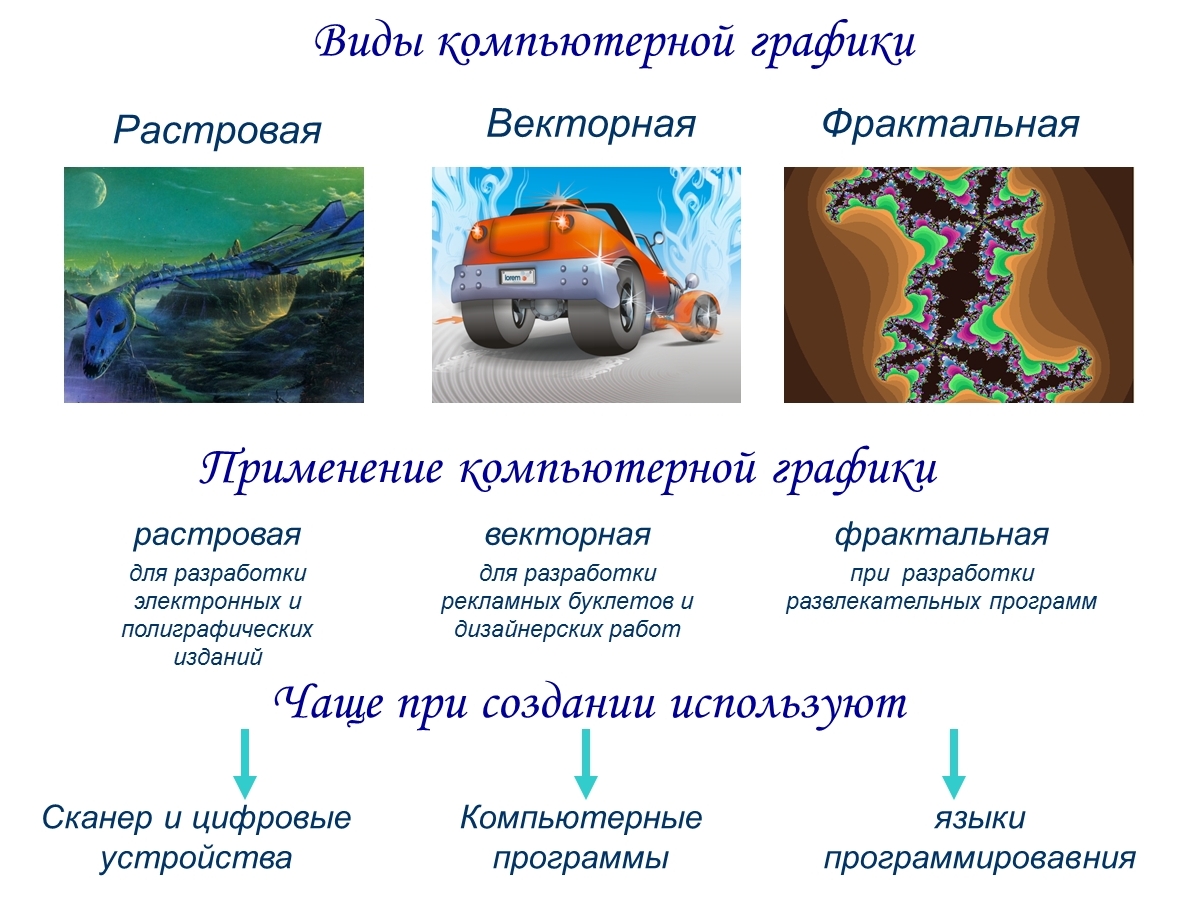 Виды компьютерной графики
Растровая
Векторная
Фрактальная
lorem
Применение компьютерной графики
растровая
для разработки
электронных и
полиграфических
изданий
векторная
для разработки
рекламных буклетов и
дизайнерских работ
фрактальная
при разработки
развлекательных программ
Чаще при создании используют
Сканер и цифровые
устройства
Компьютерные
программы
языки
программировавния